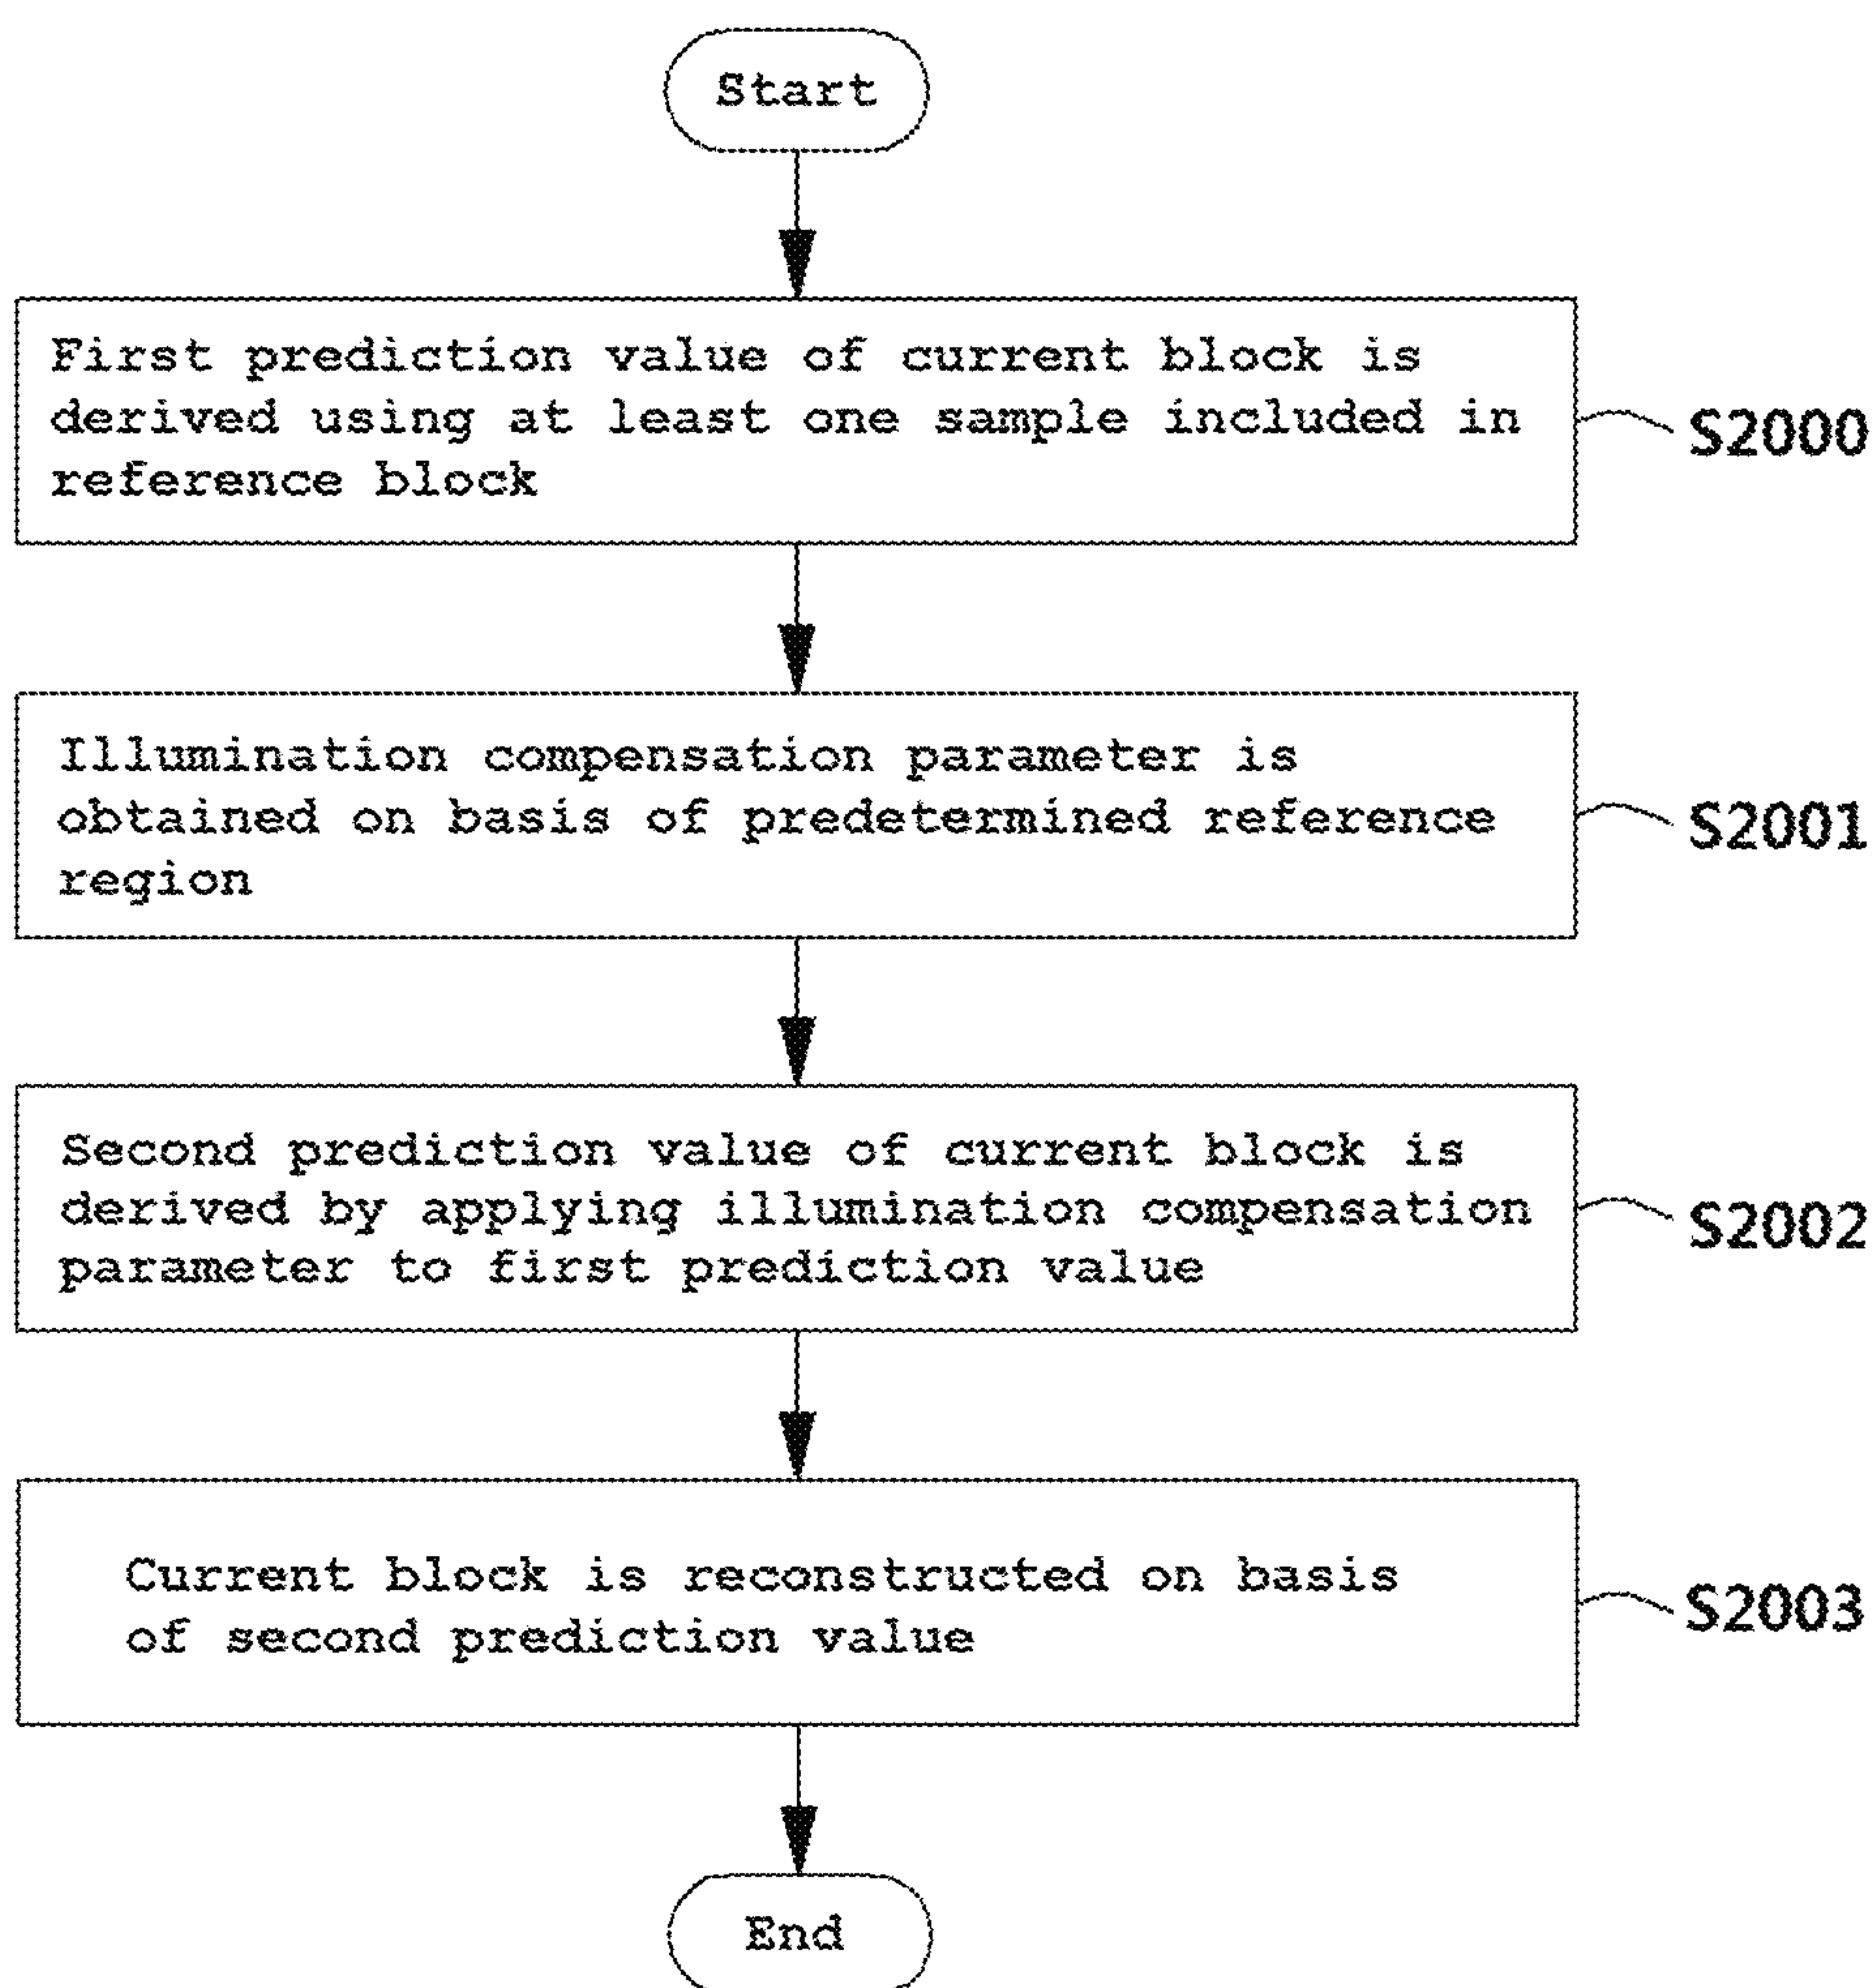 Start
First prediction value of current block is
derived using at least one sample included in
reference block
S2000
Illumination compensation parameter is
obtained on basis of predetermined reference
region
S2001
Second prediction value of current block is
derived by applying illumination compensation
parameter to first prediction value
S2002
Current block is reconstructed on basis
of second prediction value
S2003
End